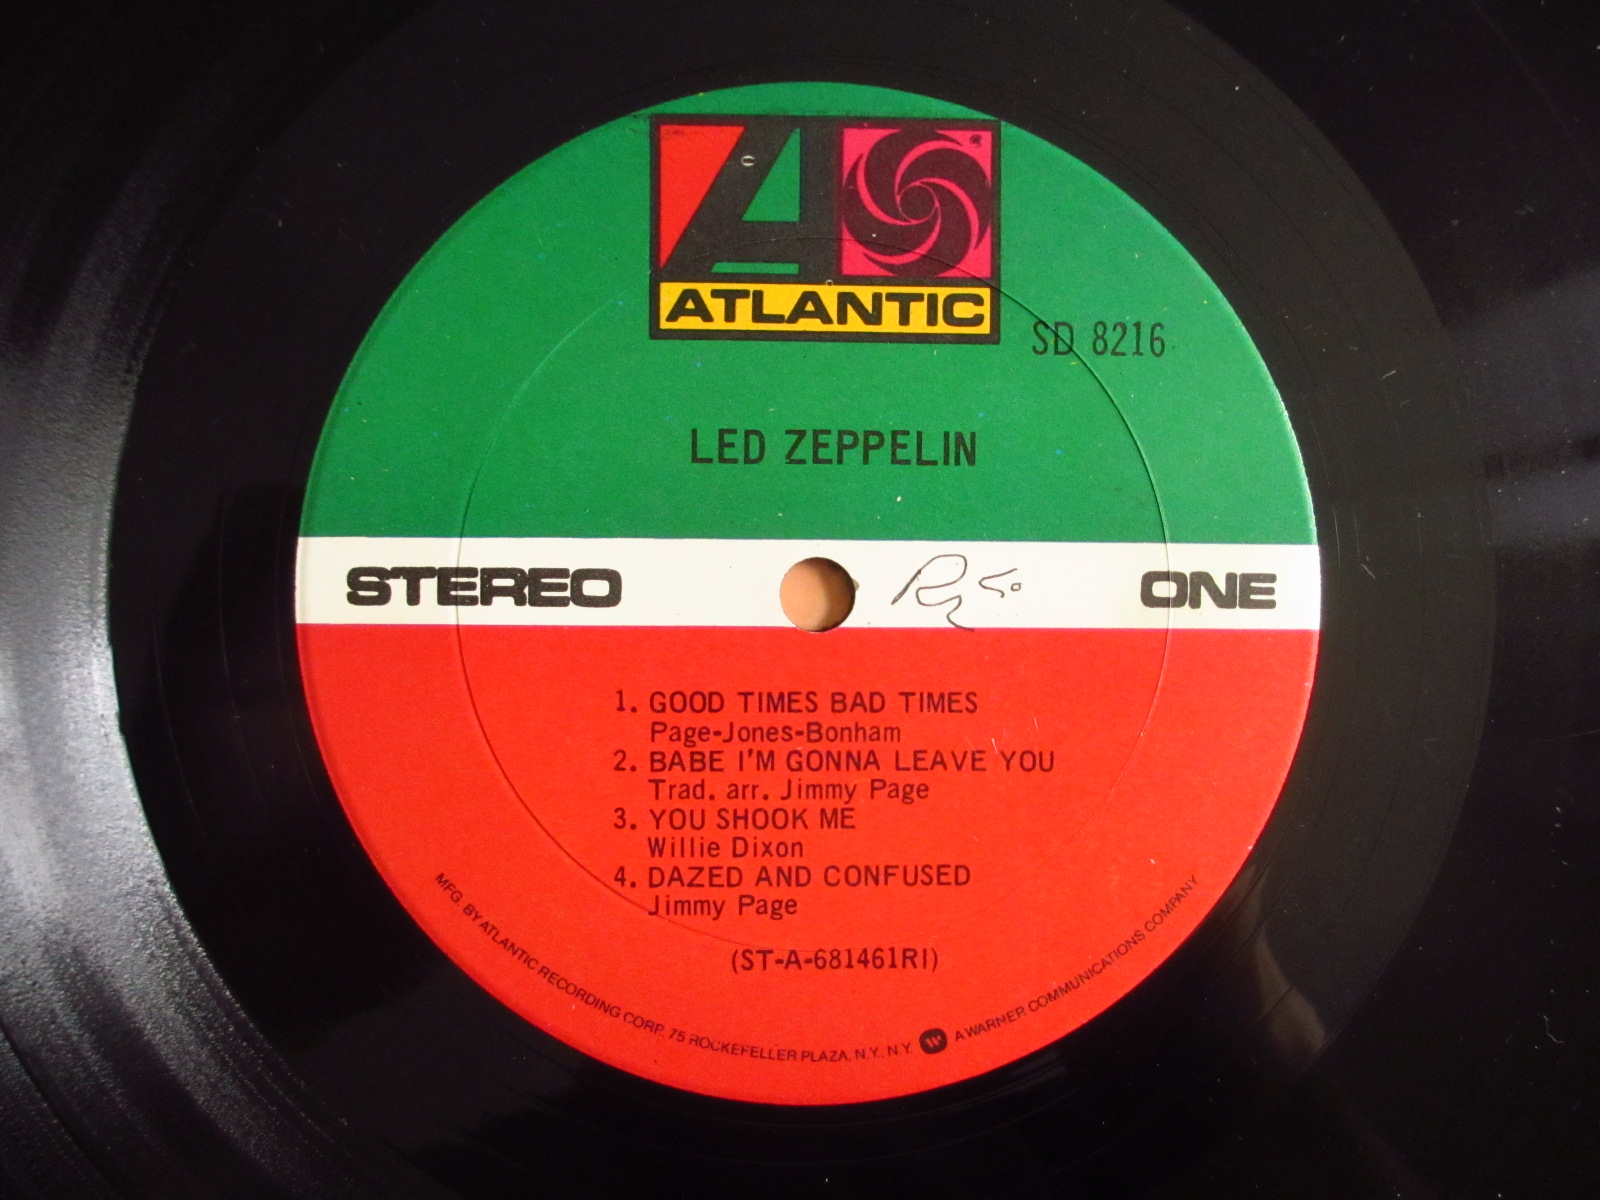 ATLANTIC
SD 8216
LED ZEPPELIN
STEREO
ONE
1. GOOD TIMES BAD TIMES
Page-Jones-Bonham
2. BABE I'M GONNA LEAVE YOU
Trad. arr. Jimmy Page
3. YOU SHOOK ME
Willie Dixon
4. DAZED AND CONFUSED
Jimmy Page
(ST-A-681461RI)
MFG. BY ATLANTIC RECORDING CORP. 75 ROCKEFELLER PLAZA, N.Y. N.Y. A WARNER COMMUNICATIONS COMPANY